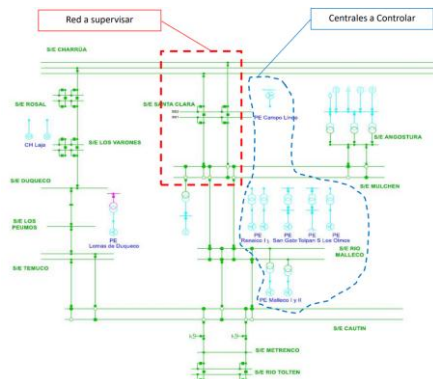 Red a supervisar
Centrales a Controlar
S/E CHARRÚA
S/E ROSAL
S/E SANTA CLARA
PE Campo Lindo
CH Laja
S/E LOS VARONES
S/E ANGOSTURA
S/E DUQUECO
S/E MULCHEN
S/E LOS
PEUMOS
PE
Lomas de Duqueco
PE PE PE PE
Renaico I y San Gabr Tolpán S Los Olmos
S/E RIO
MALLECO
S/E TEMUCO
PE Malleco I y II
S/E CAUTIN
S/E METRENCO
S/E RIO TOLTEN